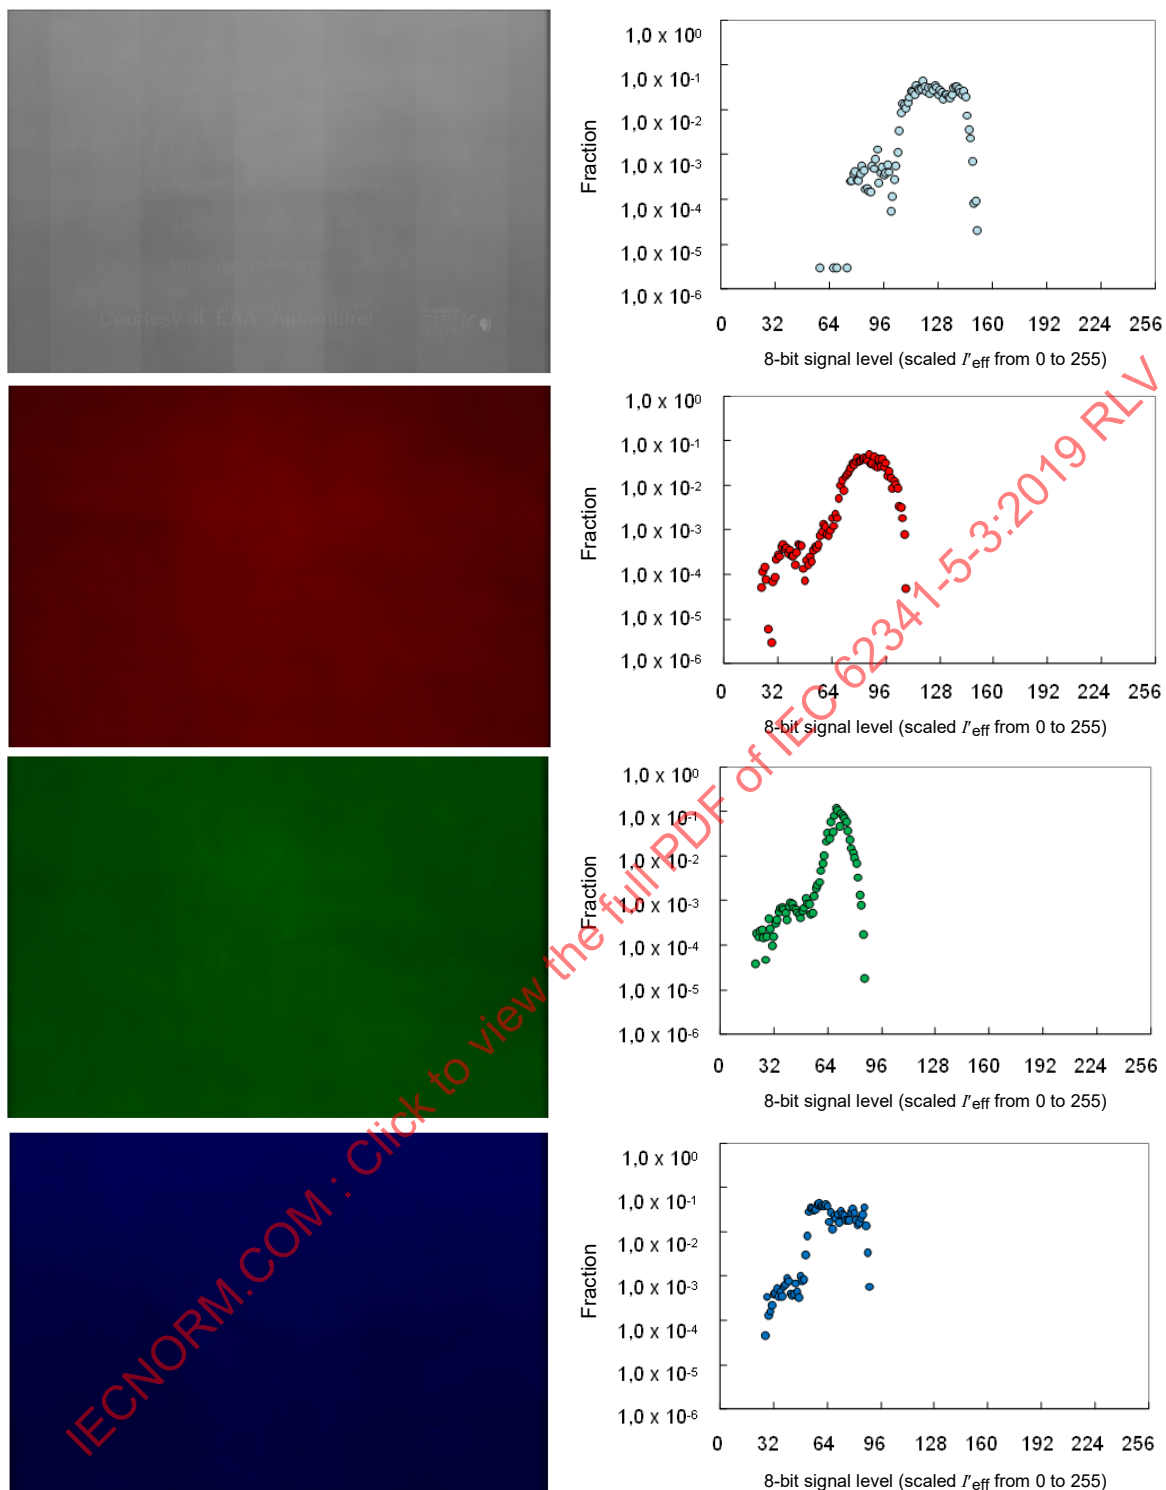 Courtesy of EAA AirVenture!
mptv
1,0 x 10⁰
1,0 x 10⁻¹
1,0 x 10⁻²
1,0 x 10⁻³
1,0 x 10⁻⁴
1,0 x 10⁻⁵
1,0 x 10⁻⁶
Fraction
0 32 64 96 128 160 192 224 256
8-bit signal level (scaled I′eff from 0 to 255)
1,0 x 10⁰
1,0 x 10⁻¹
1,0 x 10⁻²
1,0 x 10⁻³
1,0 x 10⁻⁴
1,0 x 10⁻⁵
1,0 x 10⁻⁶
Fraction
0 32 64 96 128 160 192 224 256
8-bit signal level (scaled I′eff from 0 to 255)
1,0 x 10⁰
1,0 x 10⁻¹
1,0 x 10⁻²
1,0 x 10⁻³
1,0 x 10⁻⁴
1,0 x 10⁻⁵
1,0 x 10⁻⁶
Fraction
0 32 64 96 128 160 192 224 256
8-bit signal level (scaled I′eff from 0 to 255)
1,0 x 10⁰
1,0 x 10⁻¹
1,0 x 10⁻²
1,0 x 10⁻³
1,0 x 10⁻⁴
1,0 x 10⁻⁵
1,0 x 10⁻⁶
Fraction
0 32 64 96 128 160 192 224 256
8-bit signal level (scaled I′eff from 0 to 255)
IECNORM.COM : Click to view the full PDF of IEC 62341-5-3:2019 RLV